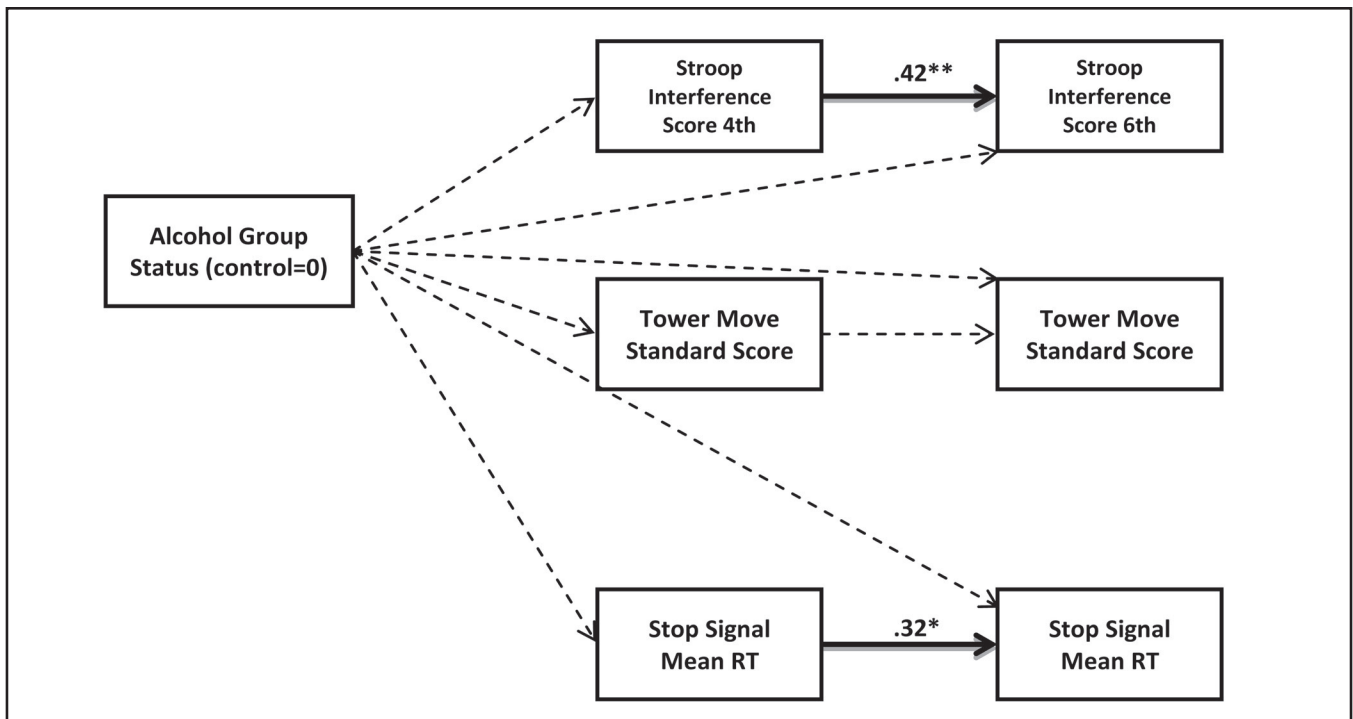 Stroop
Interference
Score 4th
.42**
Stroop
Interference
Score 6th
Alcohol Group
Status (control=0)
Tower Move
Standard Score
Tower Move
Standard Score
Stop Signal
Mean RT
.32*
Stop Signal
Mean RT